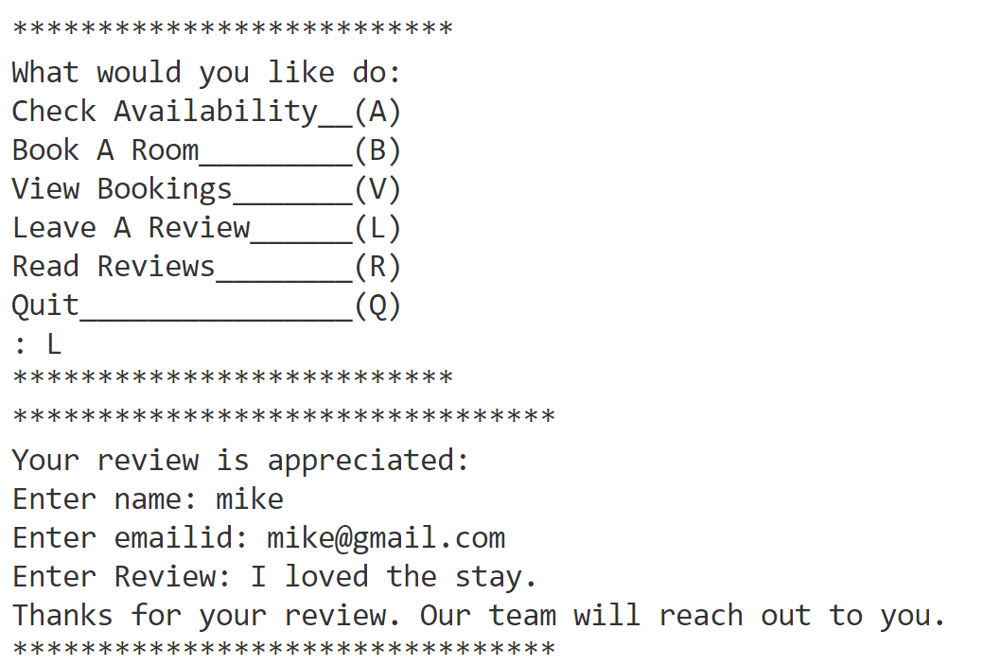 **************************
What would you like do:
Check Availability__(A)
Book A Room_________(B)
View Bookings_______(V)
Leave A Review______(L)
Read Reviews________(R)
Quit________________(Q)
: L
**************************
********************************
Your review is appreciated:
Enter name: mike
Enter emailid: mike@gmail.com
Enter Review: I loved the stay.
Thanks for your review. Our team will reach out to you.
********************************